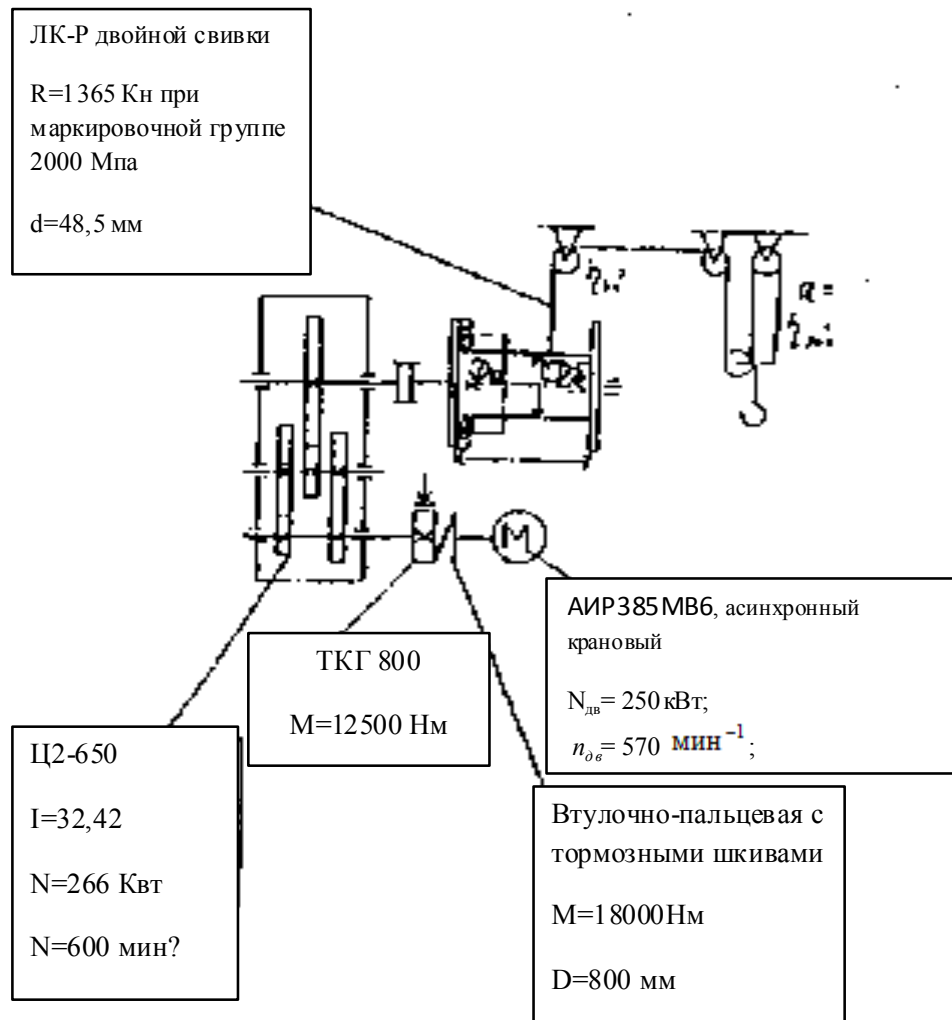 ЛК-Р двойной свивки
R=1365 Кн при
маркировочной группе
2000 Мпа
d=48,5 мм
M
АИР385МВ6, асинхронный
крановый
Nдв= 250 кВт;
nдв= 570 мин⁻¹;
ТКГ 800
М=12500 Нм
Ц2-650
I=32,42
N=266 Квт
N=600 мин?
Втулочно-пальцевая с
тормозными шкивами
М=18000Нм
D=800 мм